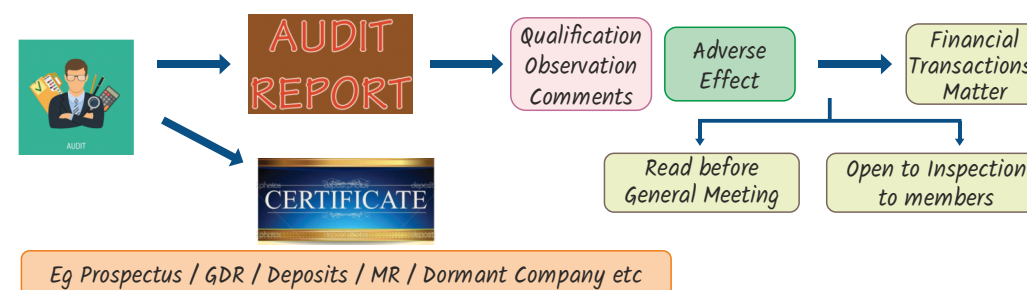 AUDIT
AUDIT
REPORT
Qualification
Observation
Comments
Adverse
Effect
Financial
Transactions
Matter
Read before
General Meeting
Open to Inspection
to members
CERTIFICATE
Eg Prospectus / GDR / Deposits / MR / Dormant Company etc